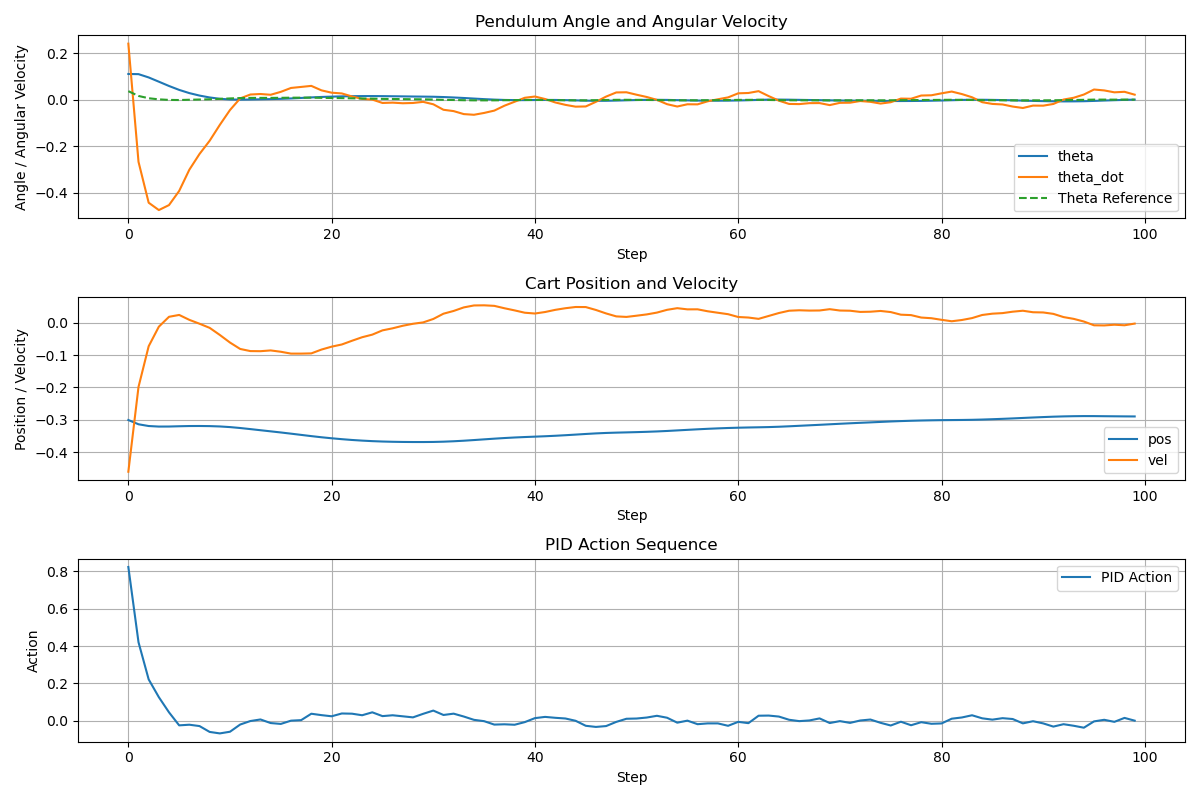 Pendulum Angle and Angular Velocity
Angle / Angular Velocity
0.2
0.0
−0.2
−0.4
theta
theta_dot
Theta Reference
0 20 40 60 80 100
Step
Cart Position and Velocity
Position / Velocity
0.0
−0.1
−0.2
−0.3
−0.4
pos
vel
0 20 40 60 80 100
Step
PID Action Sequence
Action
0.8
0.6
0.4
0.2
0.0
PID Action
0 20 40 60 80 100
Step